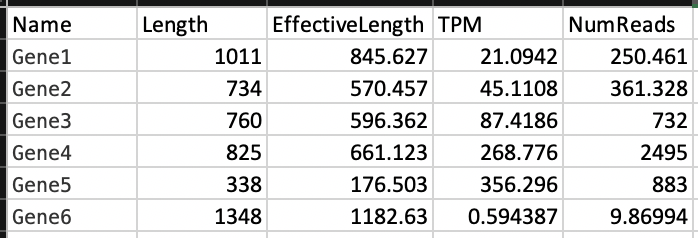 Name Length EffectiveLength TPM NumReads
Gene1 1011 845.627 21.0942 250.461
Gene2 734 570.457 45.1108 361.328
Gene3 760 596.362 87.4186 732
Gene4 825 661.123 268.776 2495
Gene5 338 176.503 356.296 883
Gene6 1348 1182.63 0.594387 9.86994